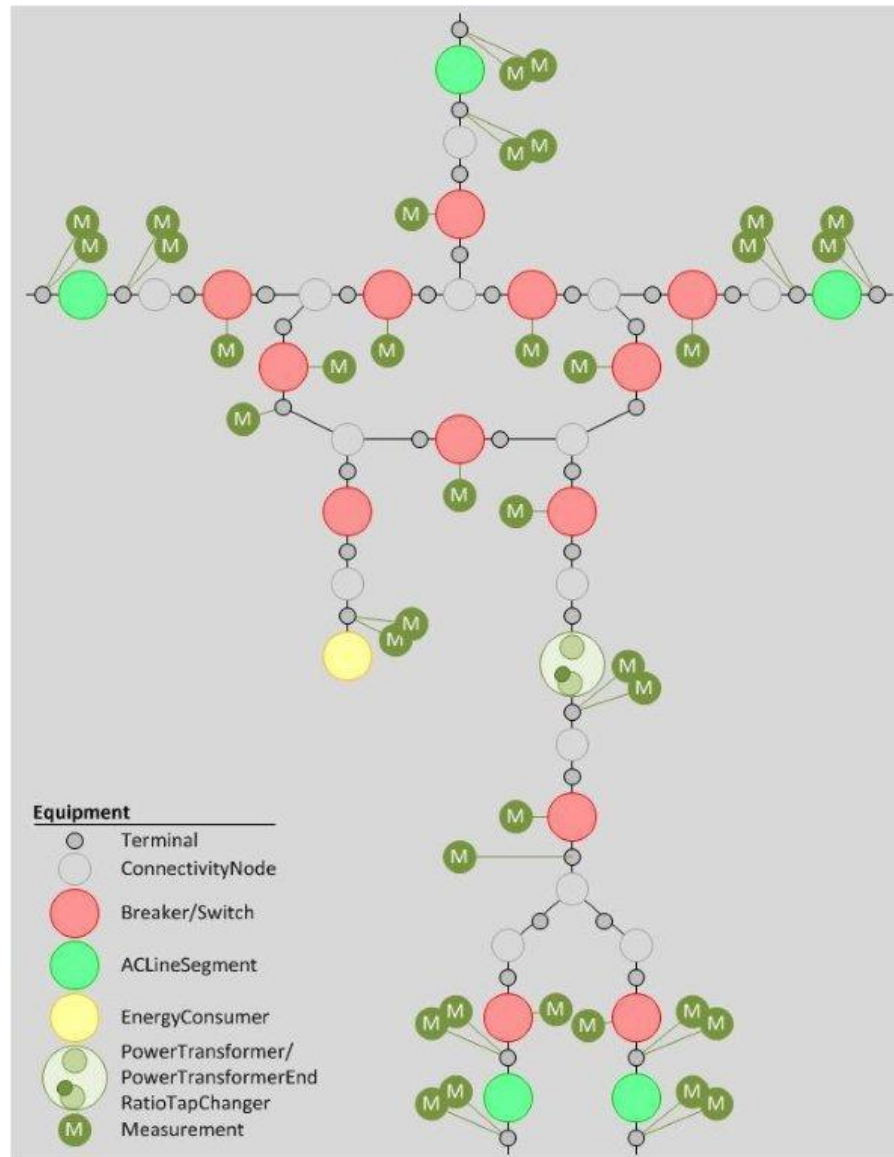 M M
M M
M
M M M M
M M M M
M M M M
M M
M
M
M
M
M
M
M
Equipment
M
Terminal
M
ConnectivityNode
Breaker/Switch
ACLineSegment
EnergyConsumer
M M M M M M
PowerTransformer/
PowerTransformerEnd
RatioTapChanger
M M M M
M Measurement